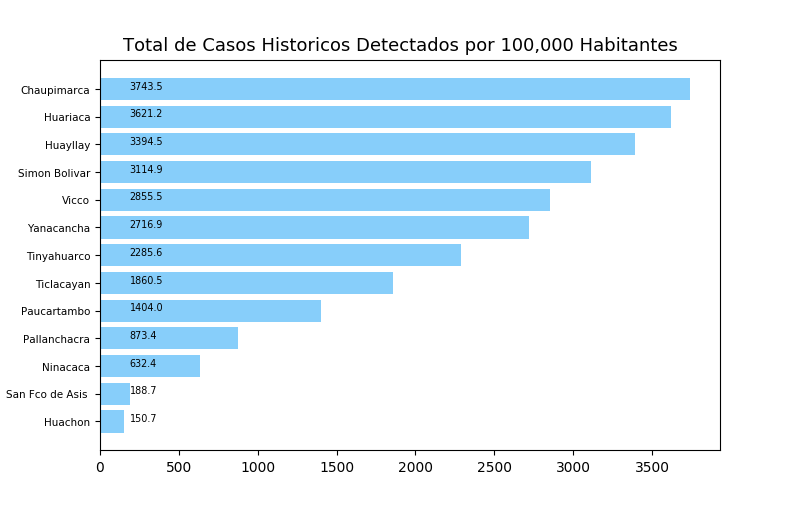 Total de Casos Historicos Detectados por 100,000 Habitantes
Chaupimarca 3743.5
Huariaca 3621.2
Huayllay 3394.5
Simon Bolivar 3114.9
Vicco 2855.5
Yanacancha 2716.9
Tinyahuarco 2285.6
Ticlacayan 1860.5
Paucartambo 1404.0
Pallanchacra 873.4
Ninacaca 632.4
San Fco de Asis 188.7
Huachon 150.7
0 500 1000 1500 2000 2500 3000 3500